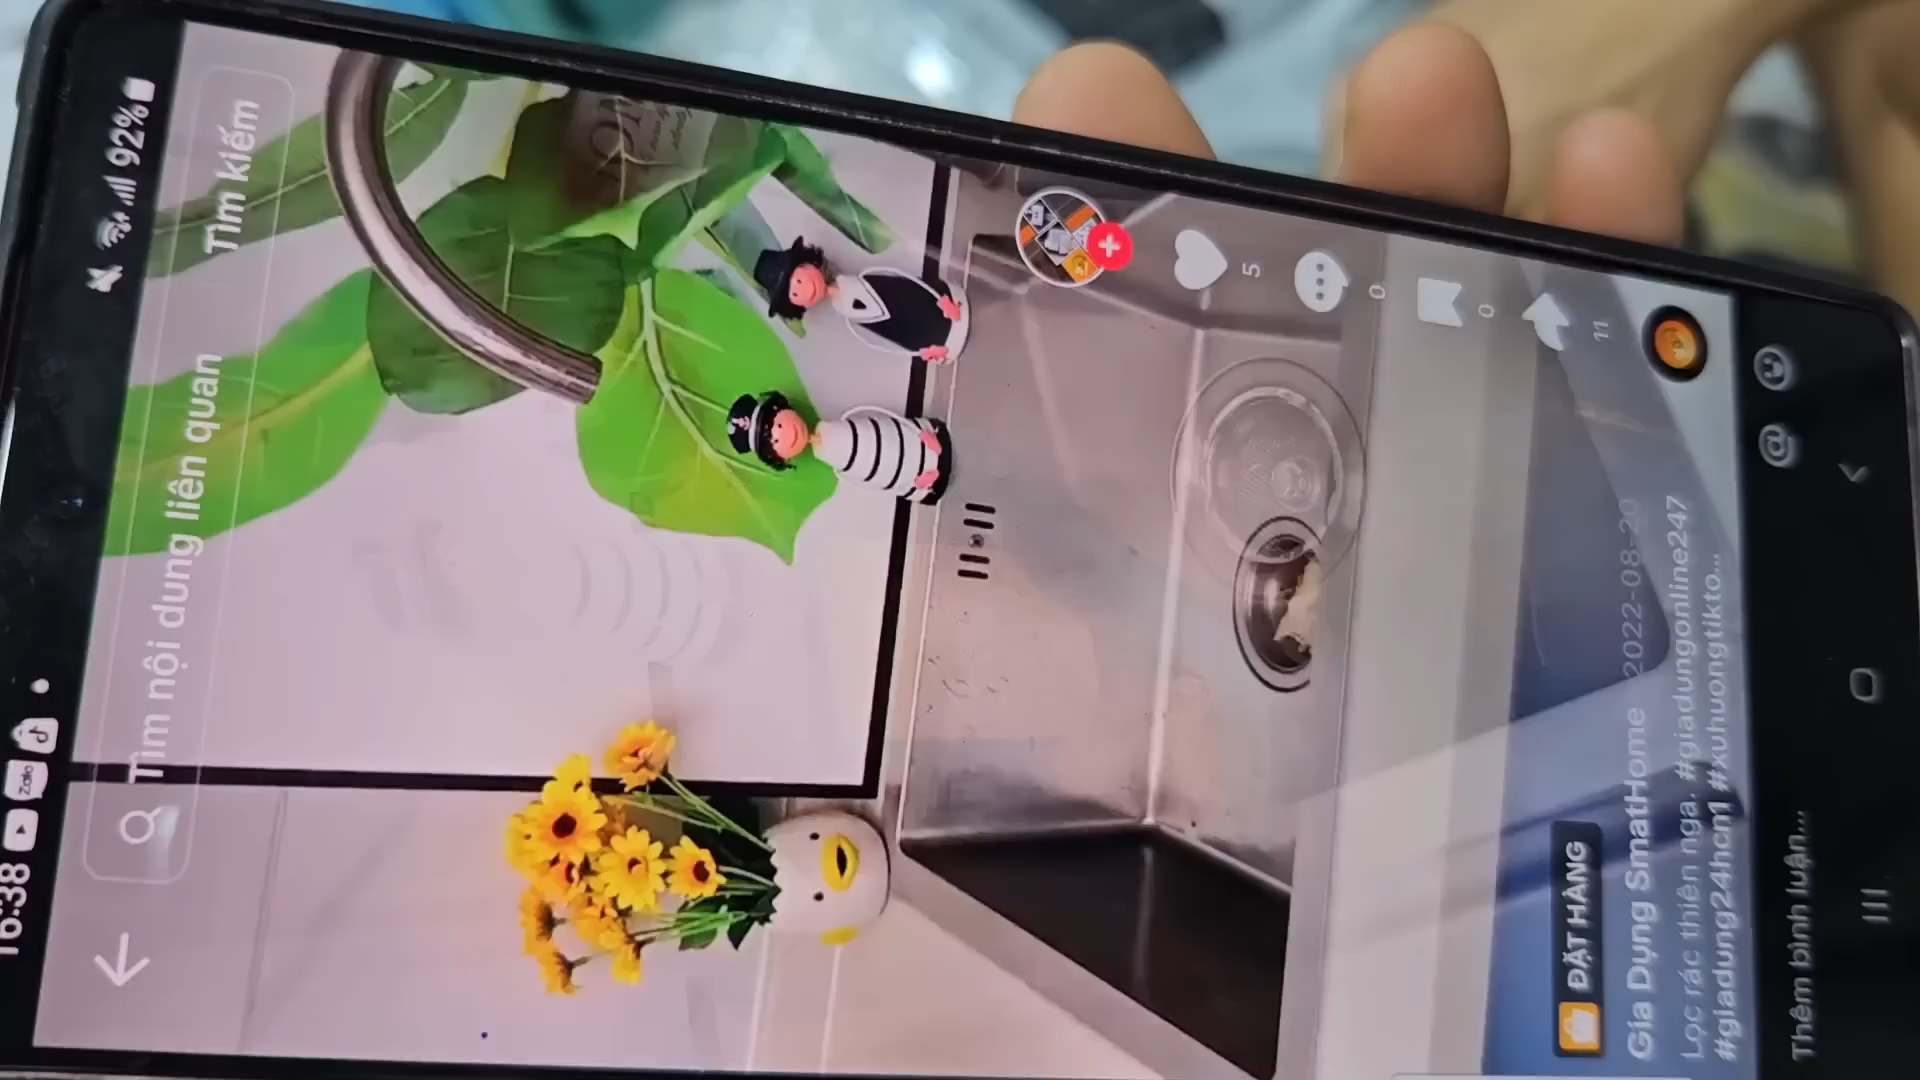 16:38
Zalo
92%
Tìm nội dung liên quan
Tìm kiếm
5
0
0
11
ĐẶT HÀNG
Gia Dụng SmatHome 2022-08-20
Lọc rác thiên nga. #giadungonline247
#giadung24hcm1 #xuhuongtikto...
Thêm bình luận...
@